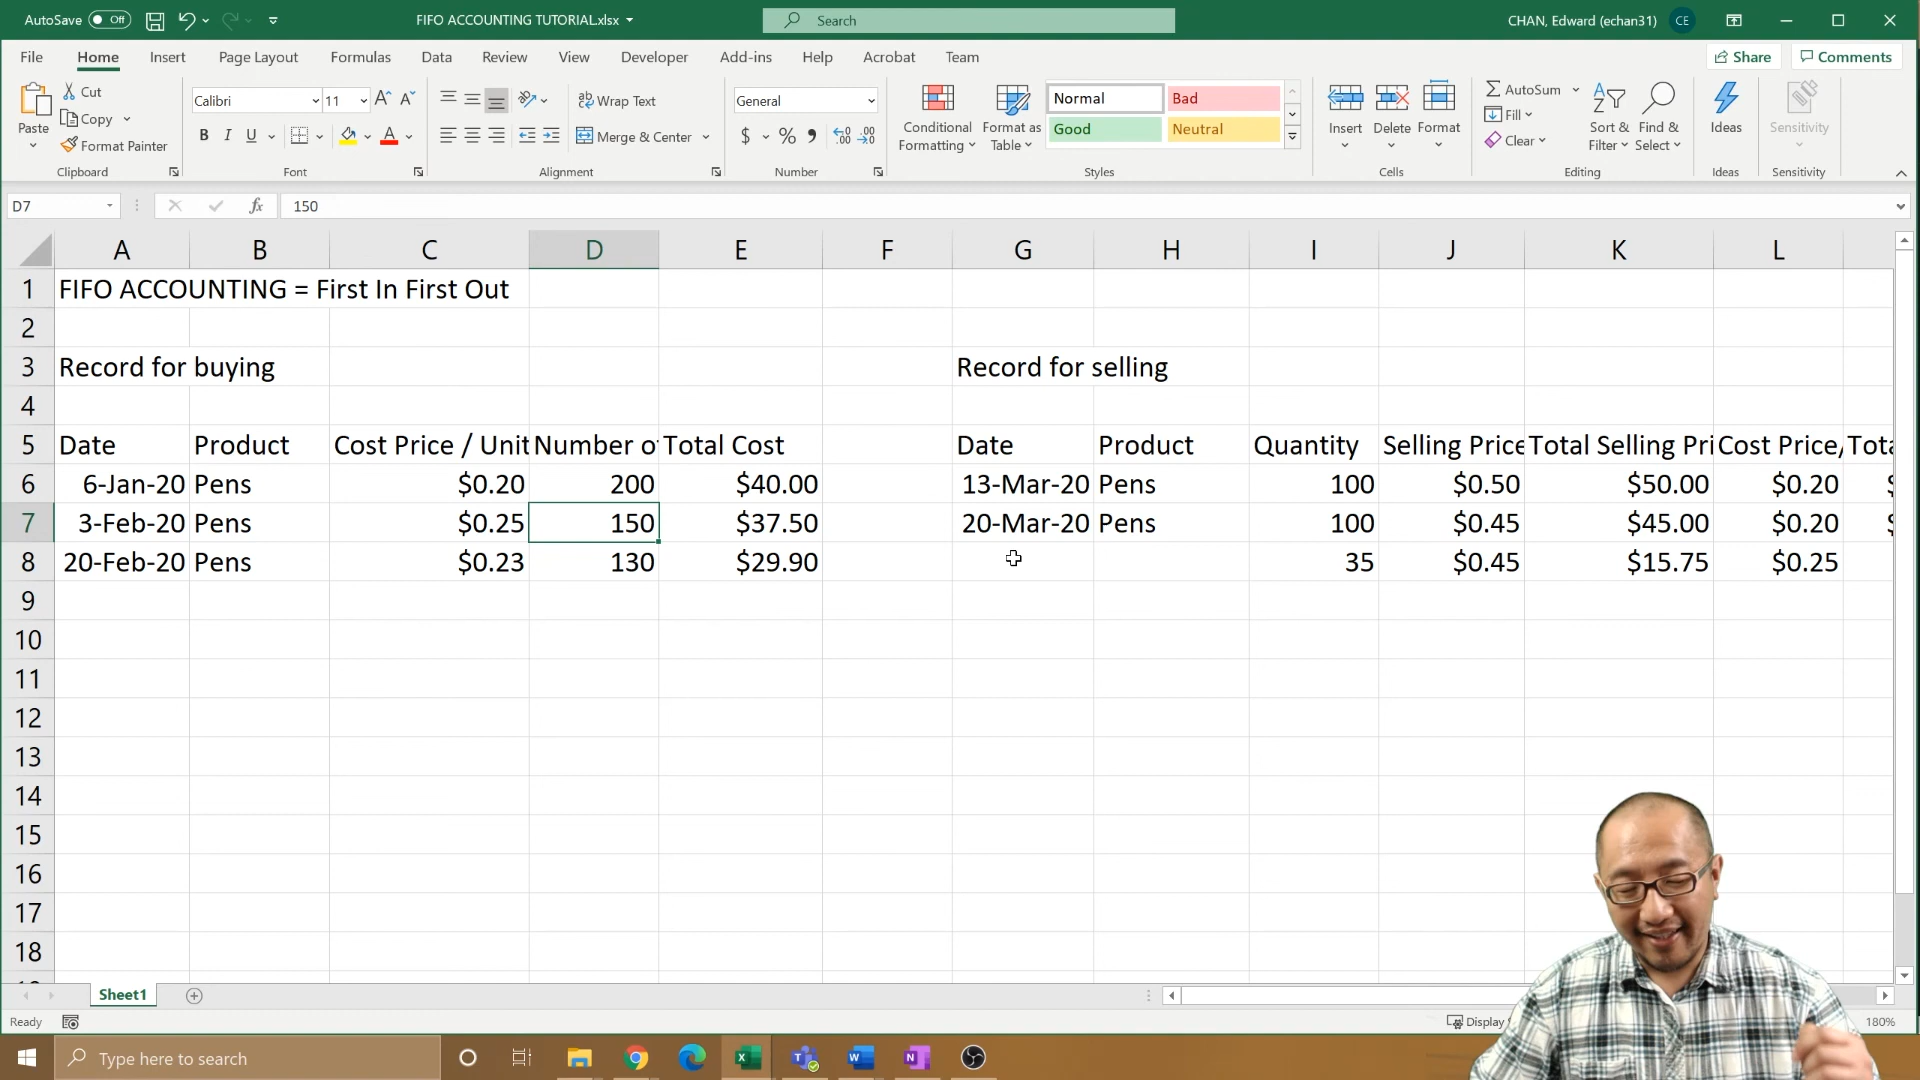 AutoSave Off FIFO ACCOUNTING TUTORIAL.xlsx Search CHAN, Edward (echan31) CE
File Home Insert Page Layout Formulas Data Review View Developer Add-ins Help Acrobat Team Share Comments
Paste Cut Copy Format Painter Clipboard
Calibri 11 B I U Font
Wrap Text Merge & Center Alignment
General $ % Number
Conditional Formatting Format as Table Normal Bad Good Neutral Styles
Insert Delete Format Cells
AutoSum Fill Clear Sort & Filter Find & Select Editing
Ideas Ideas
Sensitivity Sensitivity
D7 fx 150
A B C D E F G H I J K L
1 FIFO ACCOUNTING = First In First Out
2
3 Record for buying Record for selling
4
5 Date Product Cost Price / Unit Number of Total Cost Date Product Quantity Selling Price Total Selling Pri Cost Price/ Tota
6 6-Jan-20 Pens $0.20 200 $40.00 13-Mar-20 Pens 100 $0.50 $50.00 $0.20 $
7 3-Feb-20 Pens $0.25 150 $37.50 20-Mar-20 Pens 100 $0.45 $45.00 $0.20 $
8 20-Feb-20 Pens $0.23 130 $29.90 35 $0.45 $15.75 $0.25
9
10
11
12
13
14
15
16
17
18
Sheet1
Ready Display 180%
Type here to search